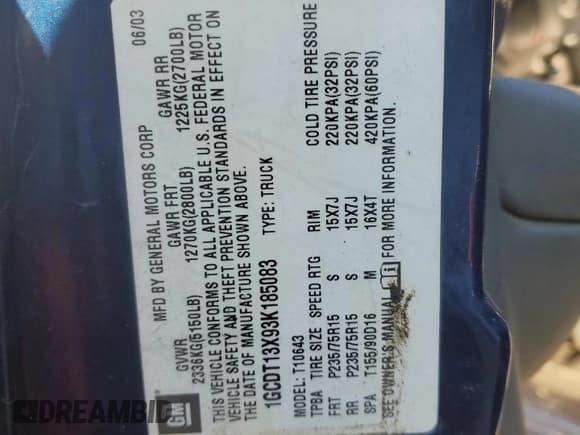 GM
MFD BY GENERAL MOTORS CORP 06/03
GVWR GAWR FRT GAWR RR
2336KG(5150LB) 1270KG(2800LB) 1225KG(2700LB)
THIS VEHICLE CONFORMS TO ALL APPLICABLE U.S. FEDERAL MOTOR
VEHICLE SAFETY AND THEFT PREVENTION STANDARDS IN EFFECT ON
THE DATE OF MANUFACTURE SHOWN ABOVE.
1GCDT13X93K185083 TYPE: TRUCK
MODEL: T10643
TPBA TIRE SIZE SPEED RTG RIM COLD TIRE PRESSURE
FRT P235/75R15 S 15X7J 220KPA(32PSI)
RR P235/75R15 S 15X7J 220KPA(32PSI)
SPA T155/90D16 M 16X4T 420KPA(60PSI)
SEE OWNER'S MANUAL FOR MORE INFORMATION.
DREAMBID